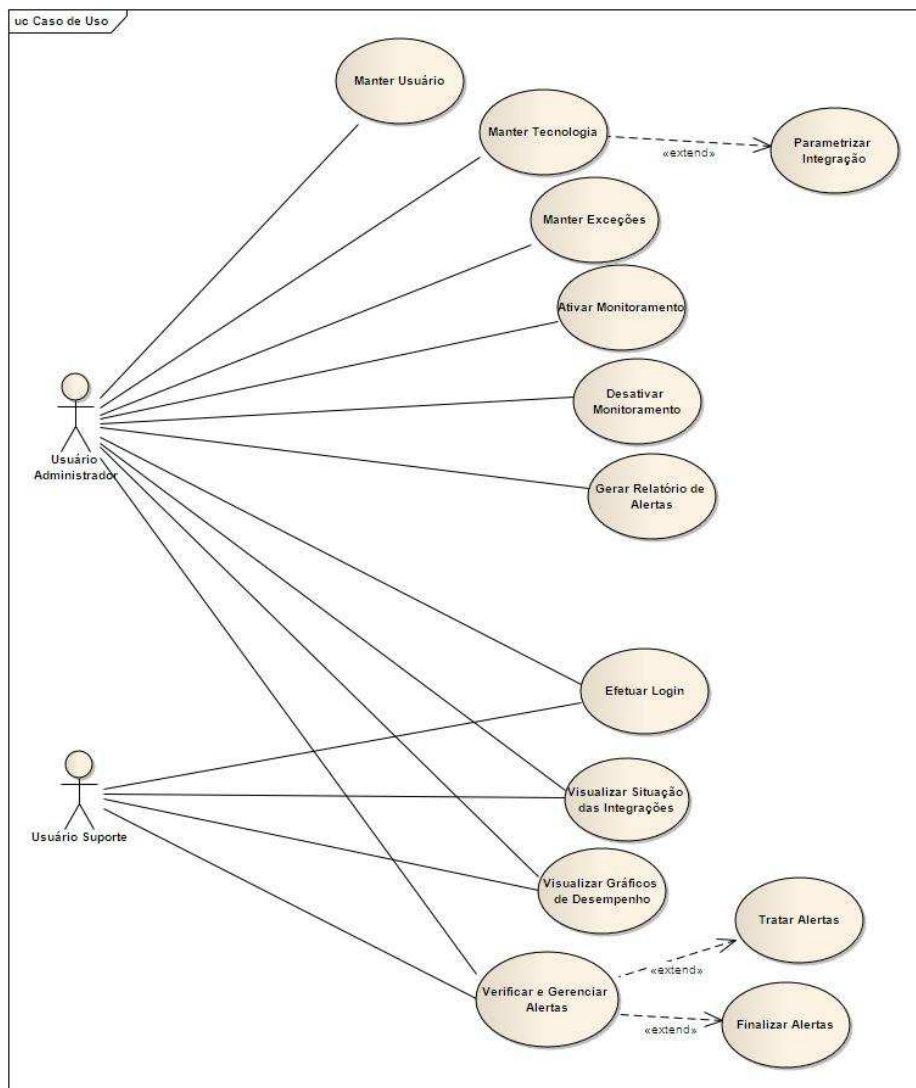 uc Caso de Uso
Manter Usuário
Manter Tecnologia
«extend»
Parametrizar
Integração
Manter Exceções
Ativar Monitoramento
Desativar
Monitoramento
Usuário
Administrador
Gerar Relatório de
Alertas
Efetuar Login
Usuário Suporte
Visualizar Situação
das Integrações
Visualizar Gráficos
de Desempenho
Tratar Alertas
«extend»
Verificar e Gerenciar
Alertas
«extend»
Finalizar Alertas